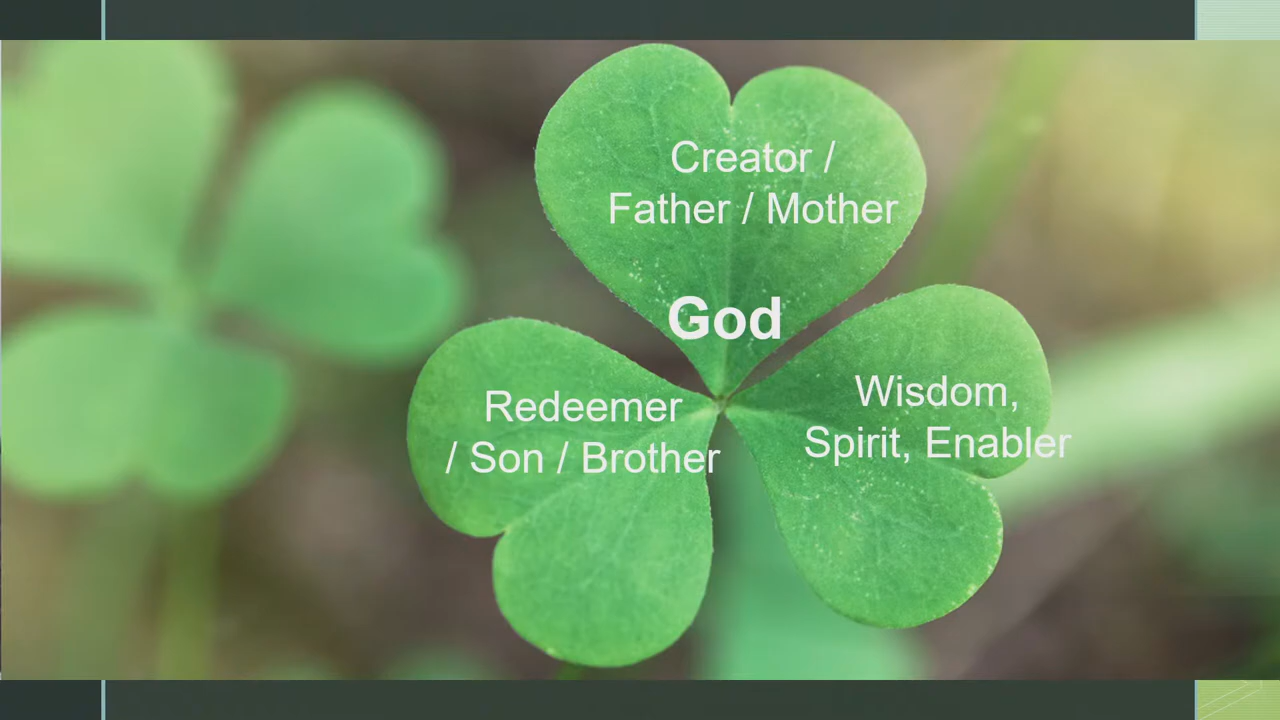 Creator /
Father / Mother
God
Redeemer
/ Son / Brother
Wisdom,
Spirit, Enabler